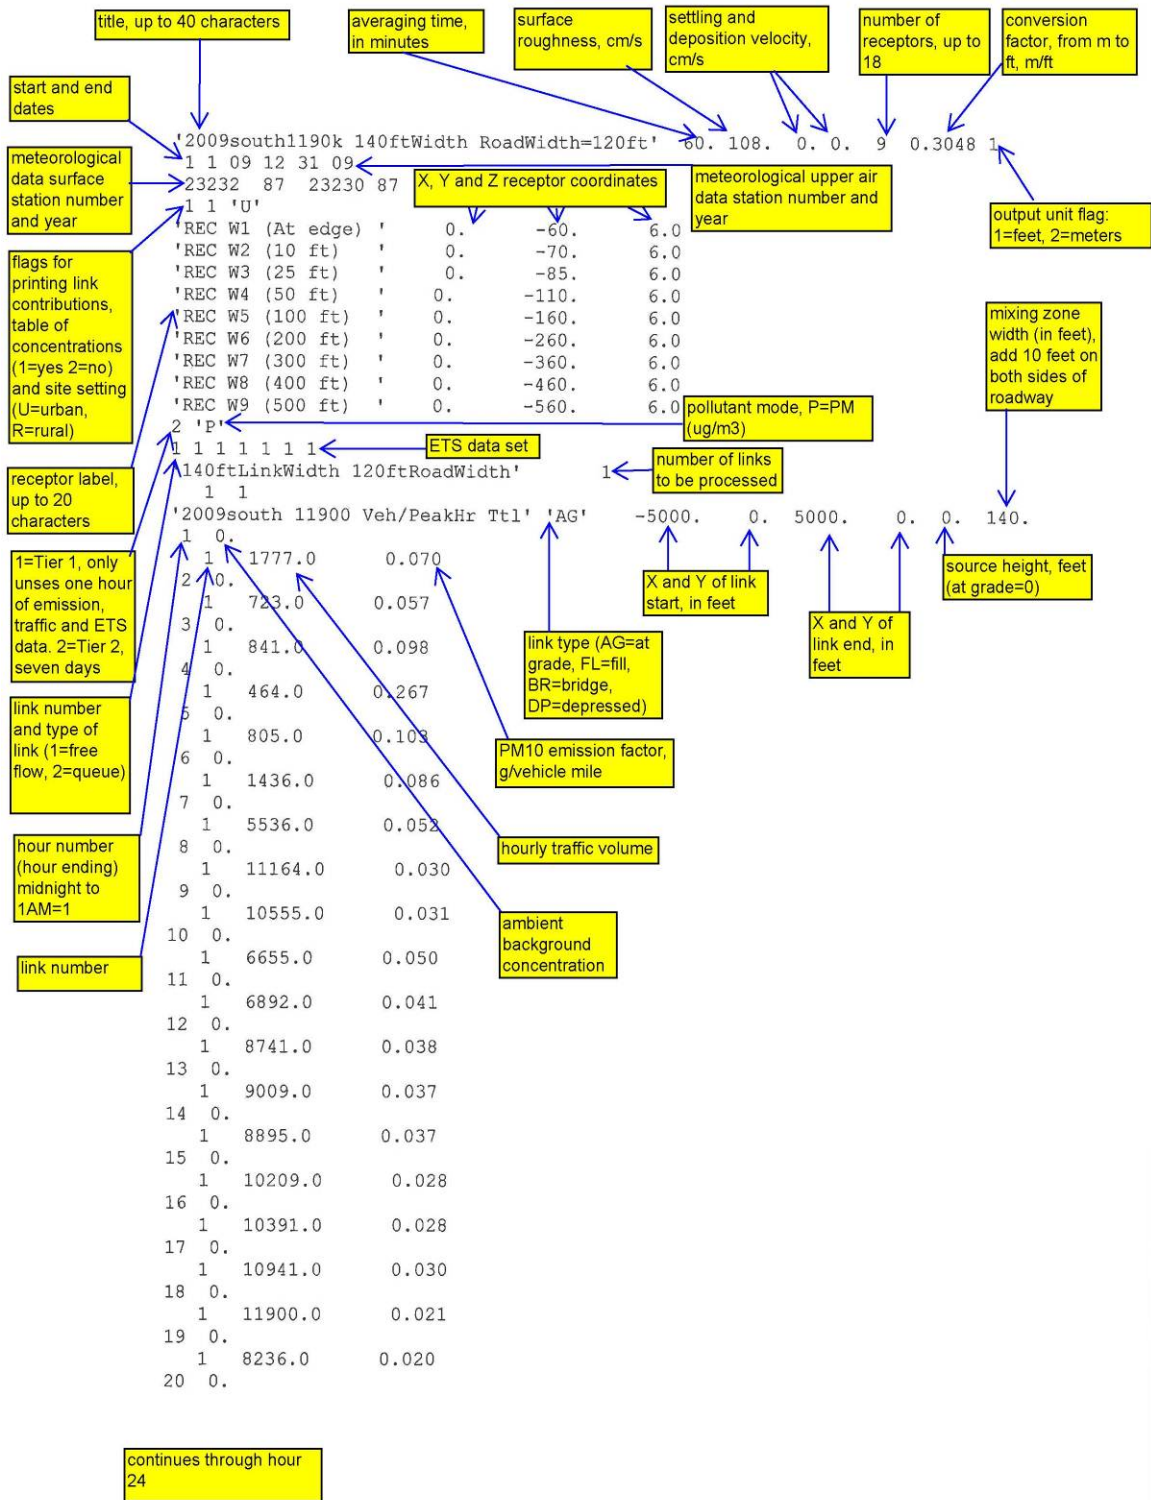 title, up to 40 characters
averaging time,
in minutes
surface
roughness, cm/s
settling and
deposition velocity,
cm/s
number of
receptors, up to
18
conversion
factor, from m to
ft, m/ft
start and end
dates
'2009south1190k 140ftWidth RoadWidth=120ft' 60. 108. 0. 0. 9 0.3048 1
1 1 09 12 31 09
23232 87 23230 87
1 1 'U'
meteorological
data surface
station number
and year
X, Y and Z receptor coordinates
meteorological upper air
data station number and
year
output unit flag:
1=feet, 2=meters
'REC W1 (At edge) ' 0. -60. 6.0
'REC W2 (10 ft) ' 0. -70. 6.0
'REC W3 (25 ft) ' 0. -85. 6.0
'REC W4 (50 ft) ' 0. -110. 6.0
'REC W5 (100 ft) ' 0. -160. 6.0
'REC W6 (200 ft) ' 0. -260. 6.0
'REC W7 (300 ft) ' 0. -360. 6.0
'REC W8 (400 ft) ' 0. -460. 6.0
'REC W9 (500 ft) ' 0. -560. 6.0
flags for
printing link
contributions,
table of
concentrations
(1=yes 2=no)
and site setting
(U=urban,
R=rural)
mixing zone
width (in feet),
add 10 feet on
both sides of
roadway
2 'P'
pollutant mode, P=PM
(ug/m3)
1 1 1 1 1 1 1
ETS data set
'140ftLinkWidth 120ftRoadWidth' 1
number of links
to be processed
1 1
receptor label,
up to 20
characters
'2009south 11900 Veh/PeakHr Ttl' 'AG' -5000. 0. 5000. 0. 0. 140.
1 0.
1 1777.0 0.070
2 0.
1 723.0 0.057
3 0.
1 841.0 0.098
4 0.
1 464.0 0.267
5 0.
1 805.0 0.103
6 0.
1 1436.0 0.086
7 0.
1 5536.0 0.052
8 0.
1 11164.0 0.030
9 0.
1 10555.0 0.031
10 0.
1 6655.0 0.050
11 0.
1 6892.0 0.041
12 0.
1 8741.0 0.038
13 0.
1 9009.0 0.037
14 0.
1 8895.0 0.037
15 0.
1 10209.0 0.028
16 0.
1 10391.0 0.028
17 0.
1 10941.0 0.030
18 0.
1 11900.0 0.021
19 0.
1 8236.0 0.020
20 0.
1=Tier 1, only
unses one hour
of emission,
traffic and ETS
data. 2=Tier 2,
seven days
X and Y of link
start, in feet
source height, feet
(at grade=0)
X and Y of
link end, in
feet
link type (AG=at
grade, FL=fill,
BR=bridge,
DP=depressed)
link number
and type of
link (1=free
flow, 2=queue)
PM10 emission factor,
g/vehicle mile
hour number
(hour ending)
midnight to
1AM=1
hourly traffic volume
link number
ambient
background
concentration
continues through hour
24